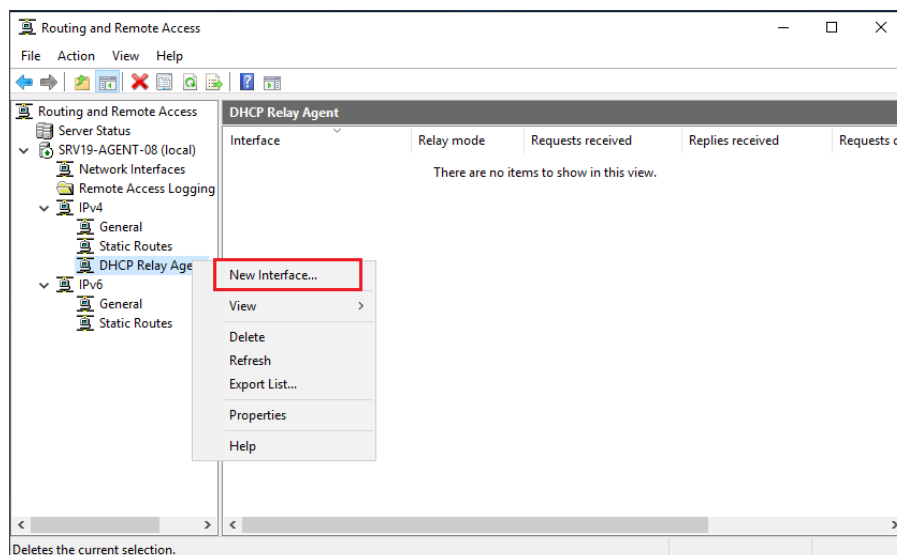 Routing and Remote Access
File Action View Help
Routing and Remote Access
Server Status
SRV19-AGENT-08 (local)
Network Interfaces
Remote Access Logging
IPv4
General
Static Routes
DHCP Relay Age
IPv6
General
Static Routes
DHCP Relay Agent
Interface Relay mode Requests received Replies received Requests
There are no items to show in this view.
New Interface...
View
Delete
Refresh
Export List...
Properties
Help
Deletes the current selection.